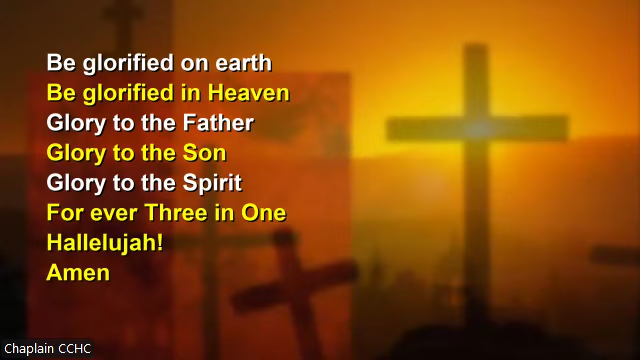 Be glorified on earth
Be glorified in Heaven
Glory to the Father
Glory to the Son
Glory to the Spirit
For ever Three in One
Hallelujah!
Amen
Chaplain CCHC